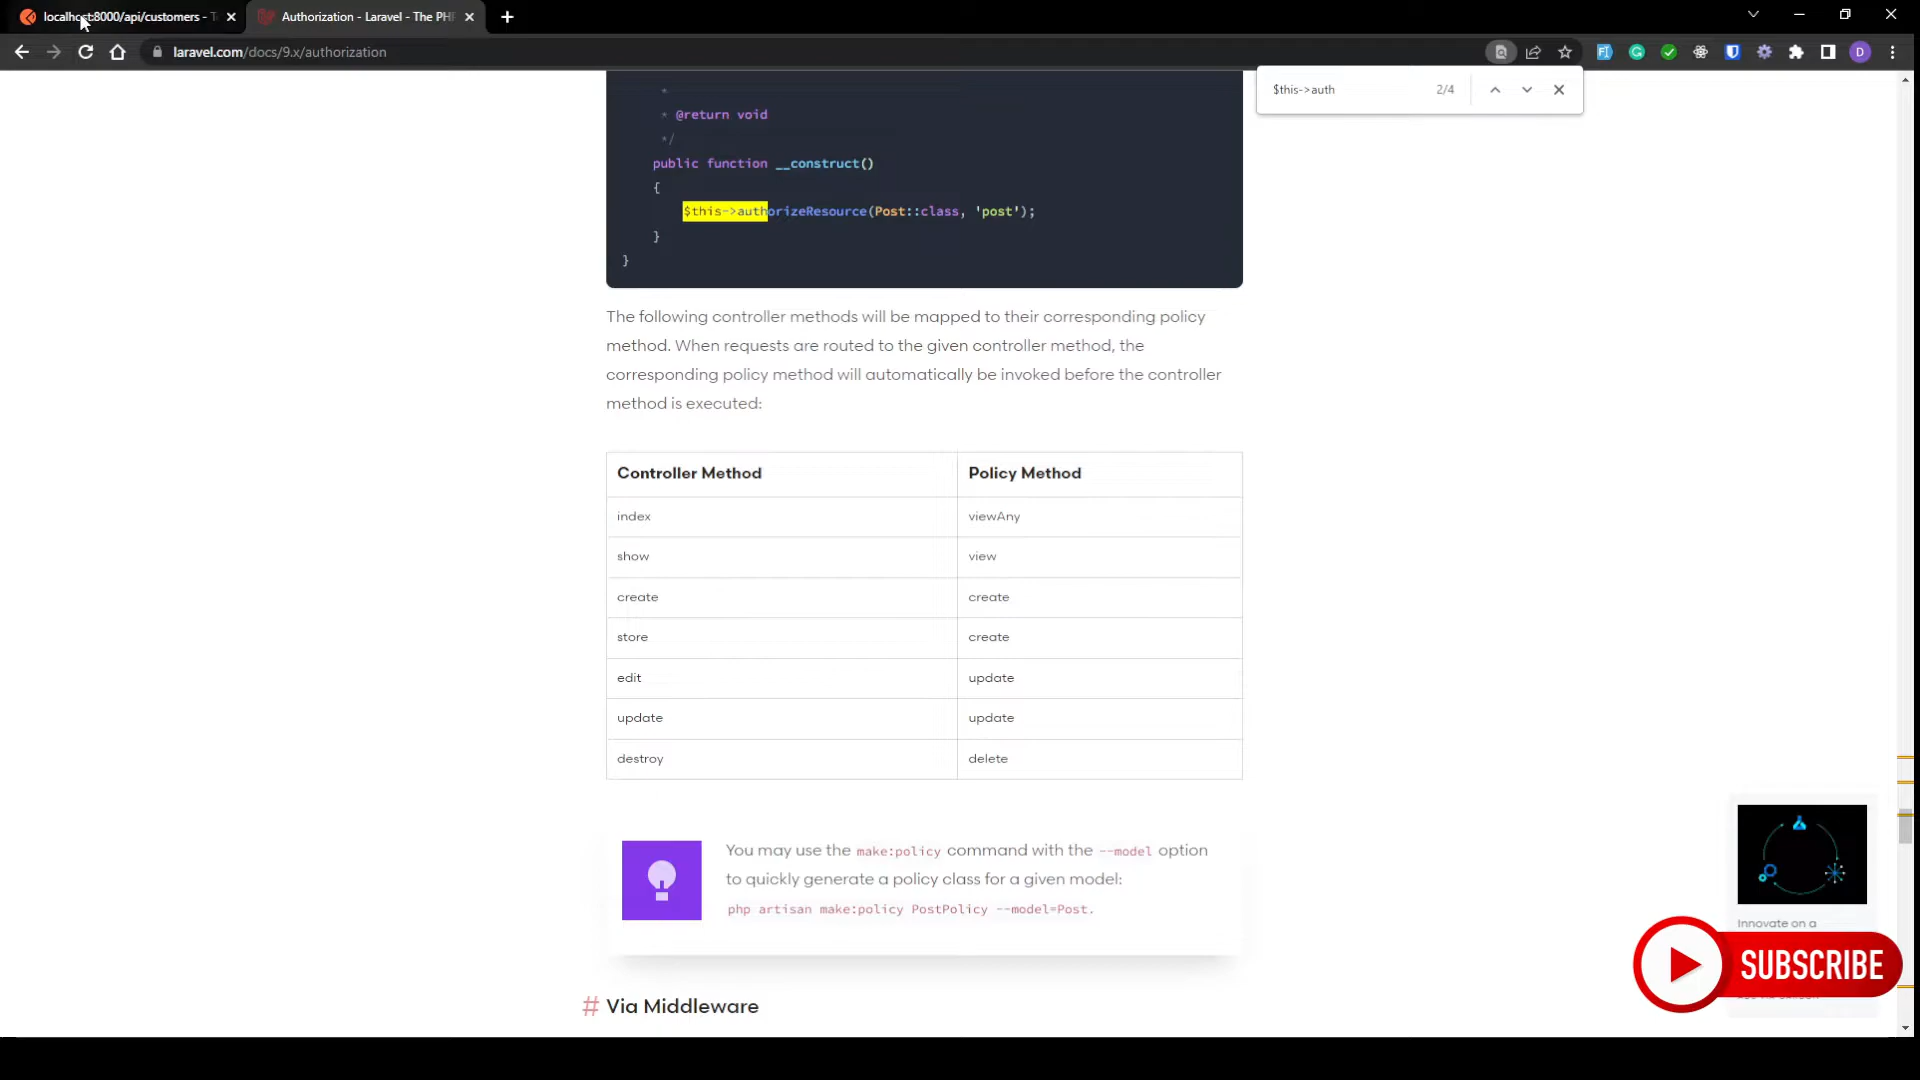 localhost:8000/api/customers -
Authorization - Laravel - The PHP
laravel.com/docs/9.x/authorization
D
$this->auth 2/4
*
* @return void
*/
public function __construct()
{
$this->authorizeResource(Post::class, 'post');
}
}
The following controller methods will be mapped to their corresponding policy
method. When requests are routed to the given controller method, the
corresponding policy method will automatically be invoked before the controller
method is executed:
Controller Method Policy Method
index viewAny
show view
create create
store create
edit update
update update
destroy delete
You may use the make:policy command with the --model option
to quickly generate a policy class for a given model:
php artisan make:policy PostPolicy --model=Post.
Innovate on a
SUBSCRIBE
# Via Middleware